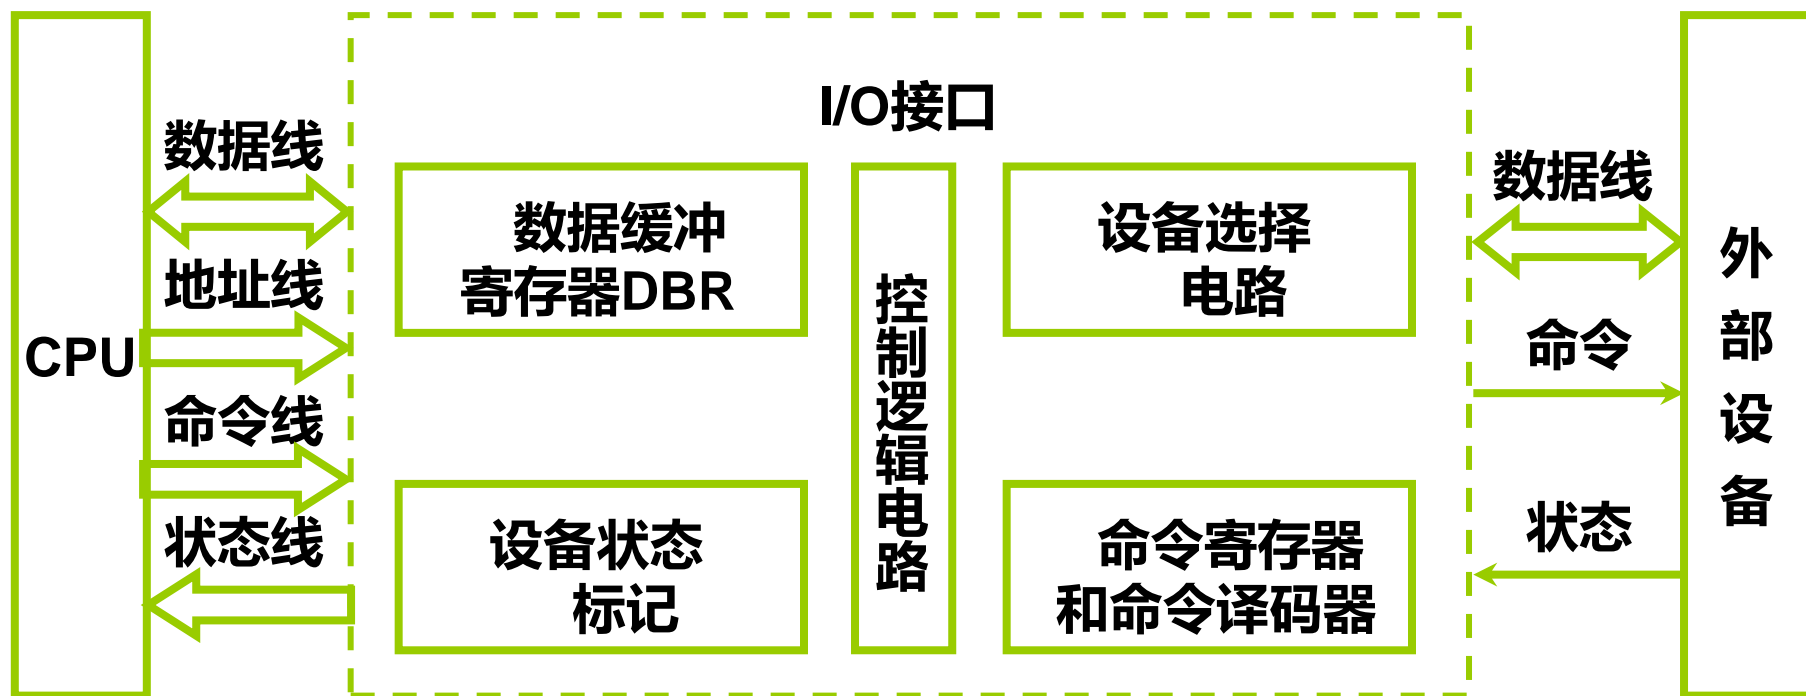 CPU
数据线
地址线
命令线
状态线
I/O接口
数据缓冲
寄存器DBR
设备状态
标记
控制逻辑电路
设备选择
电路
命令寄存器
和命令译码器
数据线
命令
状态
外部设备